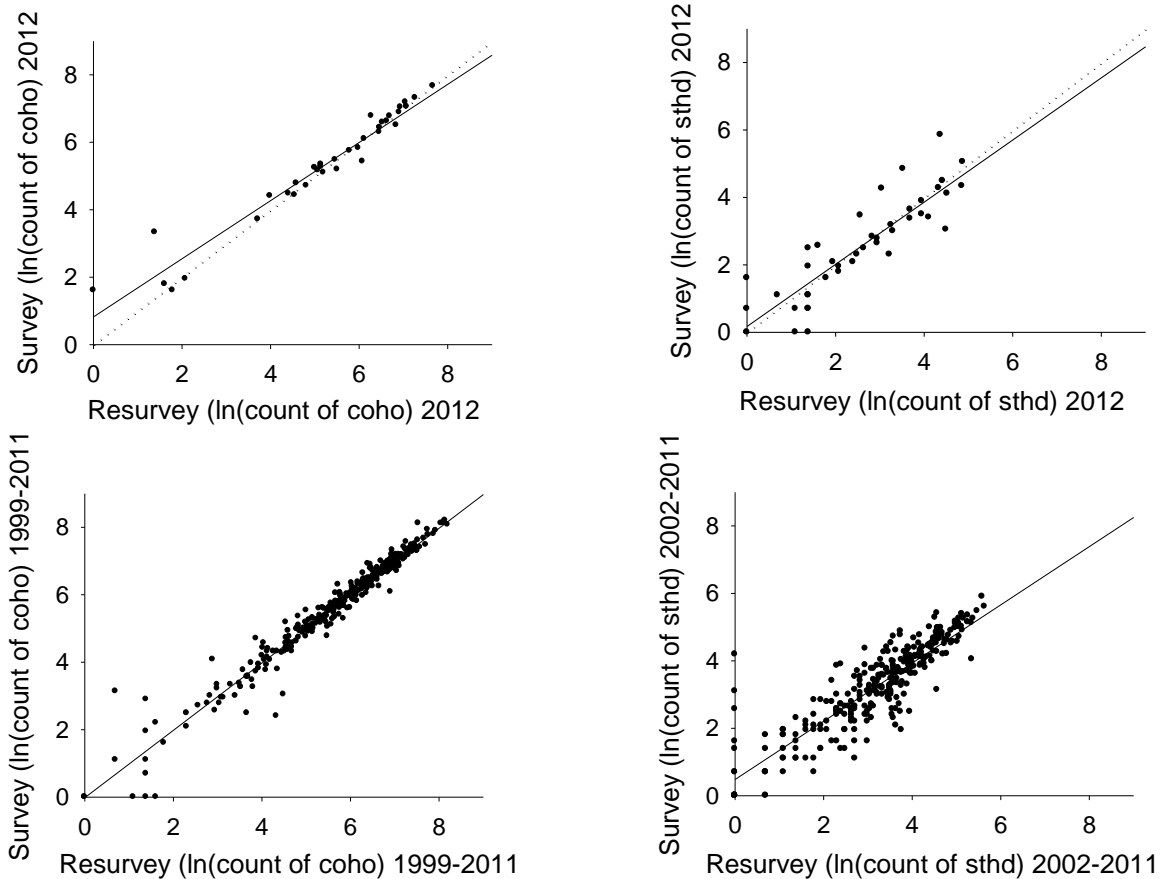 Survey (ln(count of coho) 2012
8
6
4
2
0
0 2 4 6 8
Resurvey (ln(count of coho) 2012
Survey (ln(count of sthd) 2012
8
6
4
2
0
0 2 4 6 8
Resurvey (ln(count of sthd) 2012
Survey (ln(count of coho) 1999-2011
8
6
4
2
0
0 2 4 6 8
Resurvey (ln(count of coho) 1999-2011
Survey (ln(count of sthd) 2002-2011
8
6
4
2
0
0 2 4 6 8
Resurvey (ln(count of sthd) 2002-2011